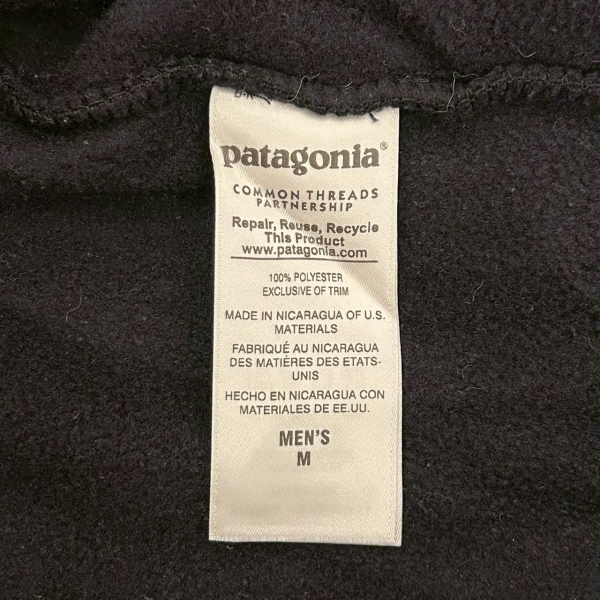 patagonia®
COMMON THREADS
PARTNERSHIP
Repair, Reuse, Recycle
This Product
www.patagonia.com
100% POLYESTER
EXCLUSIVE OF TRIM
MADE IN NICARAGUA OF U.S.
MATERIALS
FABRIQUÉ AU NICARAGUA
DES MATIÈRES DES ETATS-
UNIS
HECHO EN NICARAGUA CON
MATERIALES DE EE.UU.
MEN'S
M